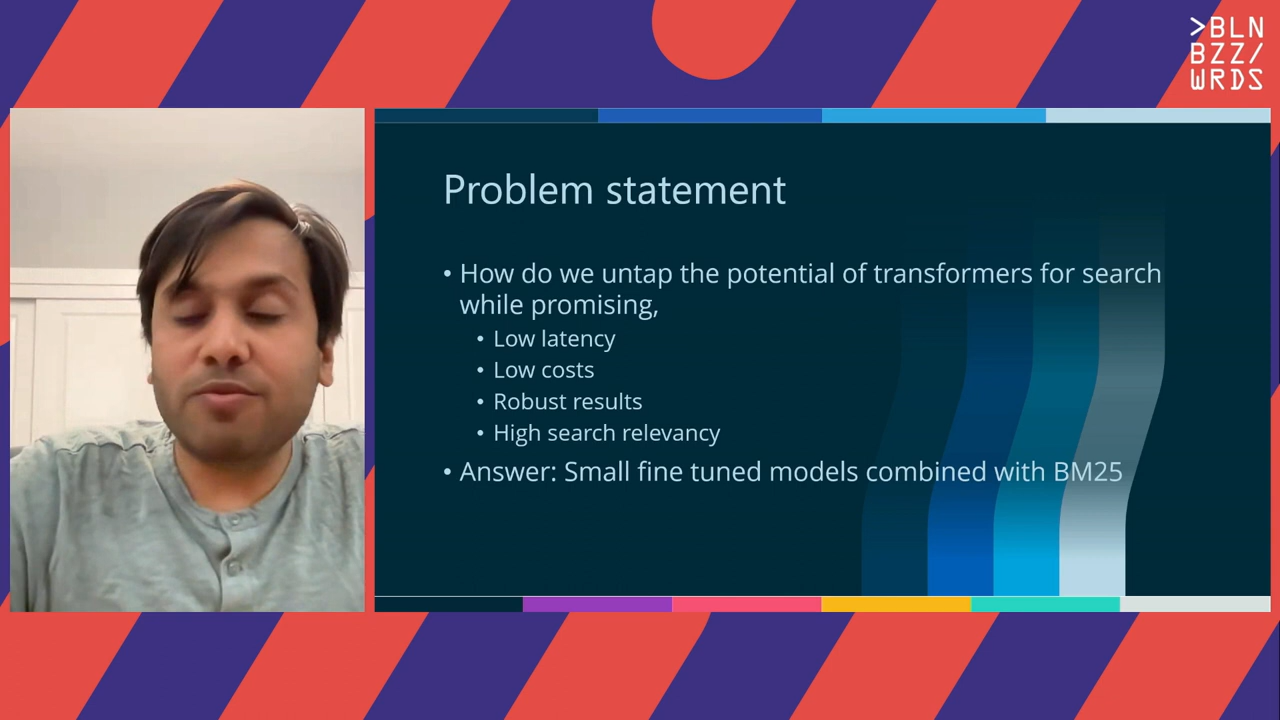 >BLN
BZZ/
WRDS
Problem statement
• How do we untap the potential of transformers for search
while promising,
• Low latency
• Low costs
• Robust results
• High search relevancy
• Answer: Small fine tuned models combined with BM25